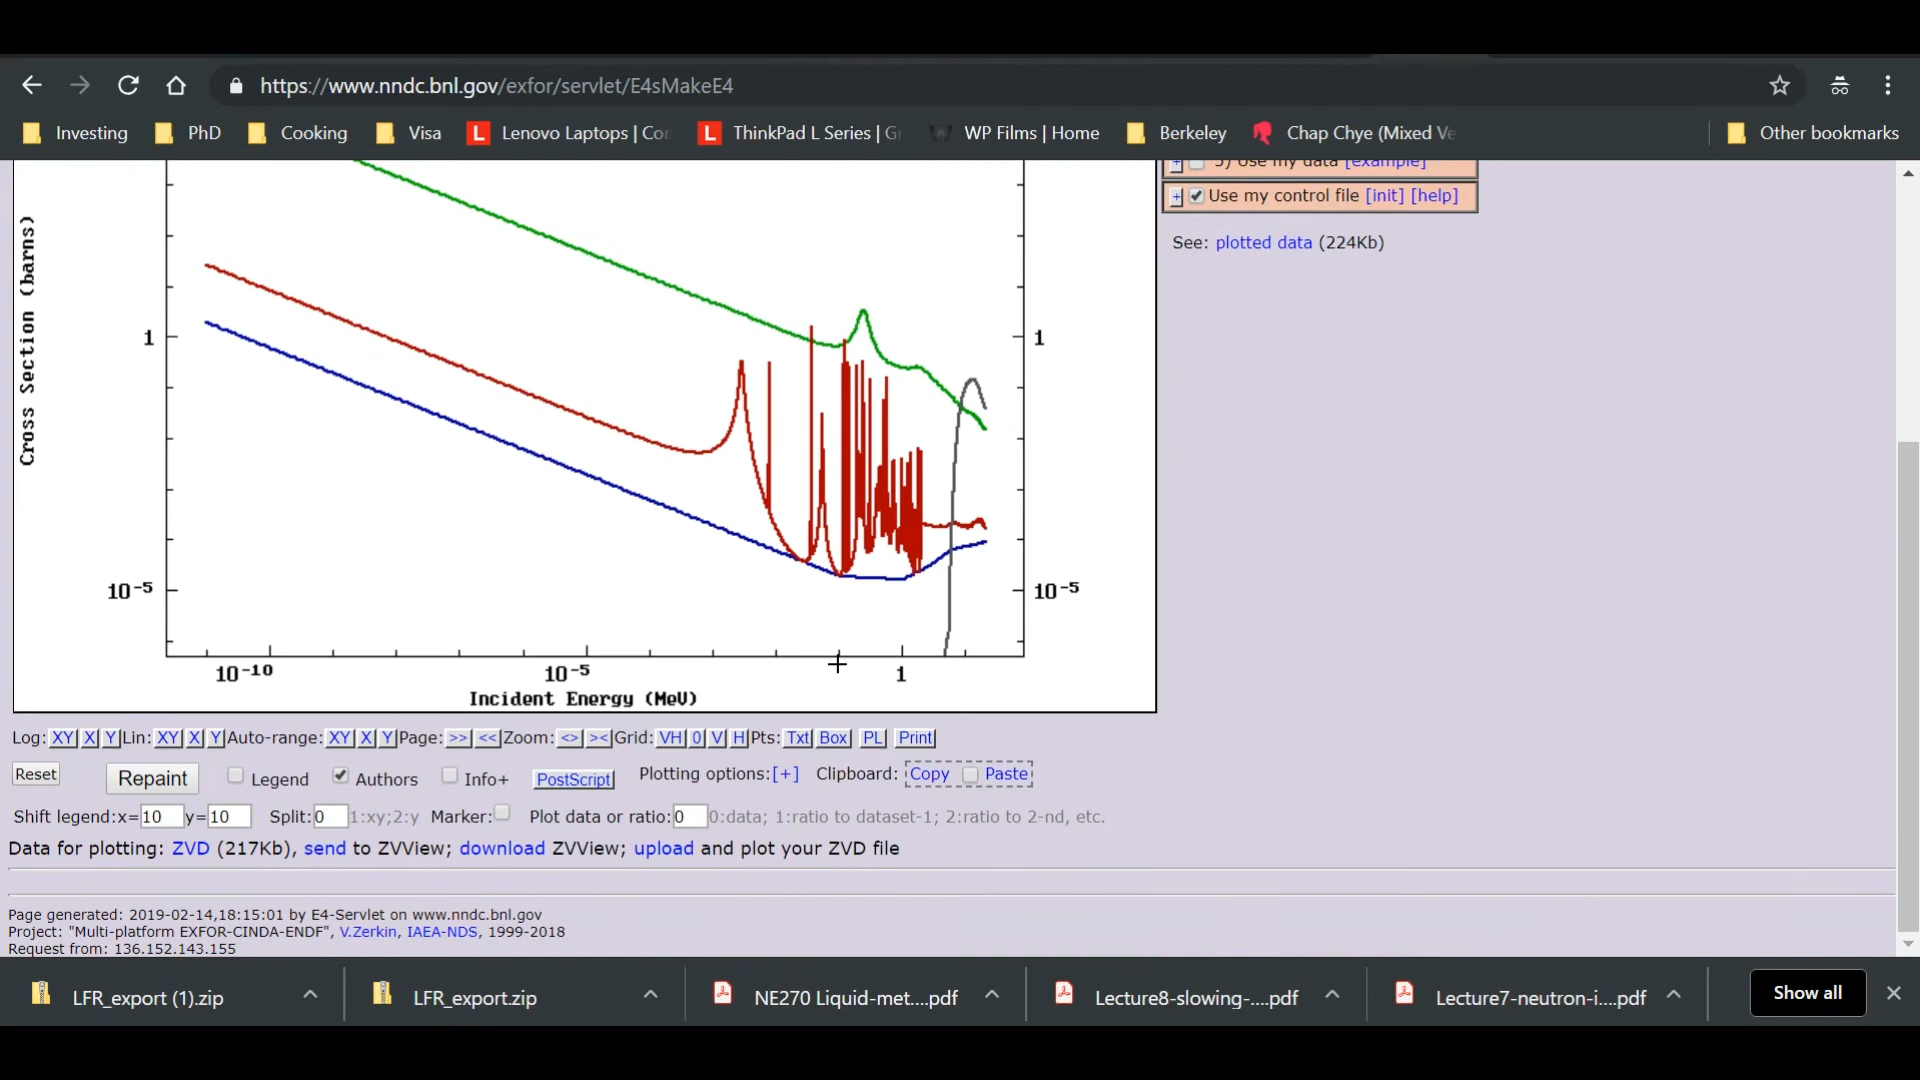 https://www.nndc.bnl.gov/exfor/servlet/E4sMakeE4
Investing PhD Cooking Visa Lenovo Laptops | Cor ThinkPad L Series | Gr WP Films | Home Berkeley Chap Chye (Mixed Ve Other bookmarks
+ 5) Use my data [example]
+ Use my control file [init] [help]
See: plotted data (224Kb)
Cross Section (barns)
1 1
10-5 10-5
10-10 10-5 1
Incident Energy (MeV)
Log: XY X Y Lin: XY X Y Auto-range: XY X Y Page: >> << Zoom: <> >< Grid: VH 0 V H Pts: Txt Box PL Print
Reset Repaint Legend Authors Info+ PostScript Plotting options:[+] Clipboard: Copy Paste
Shift legend:x=10 y=10 Split:0 1:xy;2:y Marker: Plot data or ratio:0 0:data; 1:ratio to dataset-1; 2:ratio to 2-nd, etc.
Data for plotting: ZVD (217Kb), send to ZVView; download ZVView; upload and plot your ZVD file
Page generated: 2019-02-14,18:15:01 by E4-Servlet on www.nndc.bnl.gov
Project: "Multi-platform EXFOR-CINDA-ENDF", V.Zerkin, IAEA-NDS, 1999-2018
Request from: 136.152.143.155
LFR_export (1).zip LFR_export.zip NE270 Liquid-met....pdf Lecture8-slowing-....pdf Lecture7-neutron-i....pdf Show all